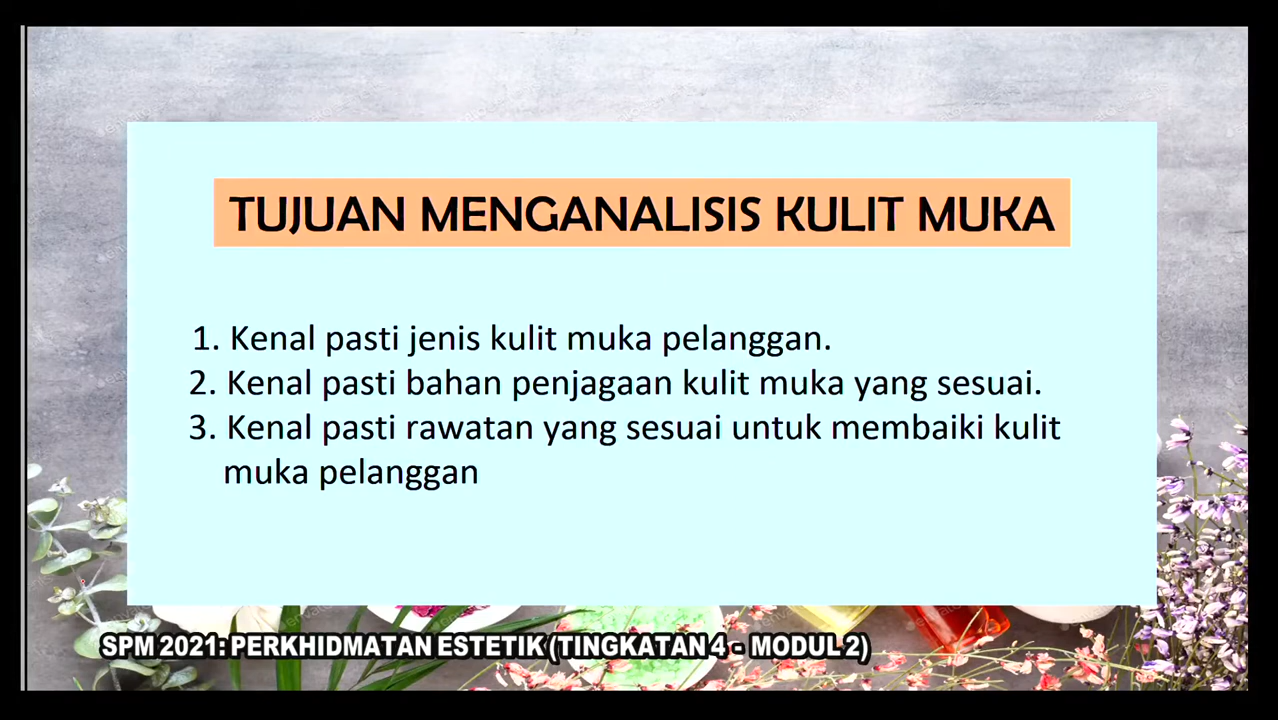 TUJUAN MENGANALISIS KULIT MUKA
1. Kenal pasti jenis kulit muka pelanggan.
2. Kenal pasti bahan penjagaan kulit muka yang sesuai.
3. Kenal pasti rawatan yang sesuai untuk membaiki kulit
muka pelanggan
SPM 2021: PERKHIDMATAN ESTETIK (TINGKATAN 4 - MODUL 2)